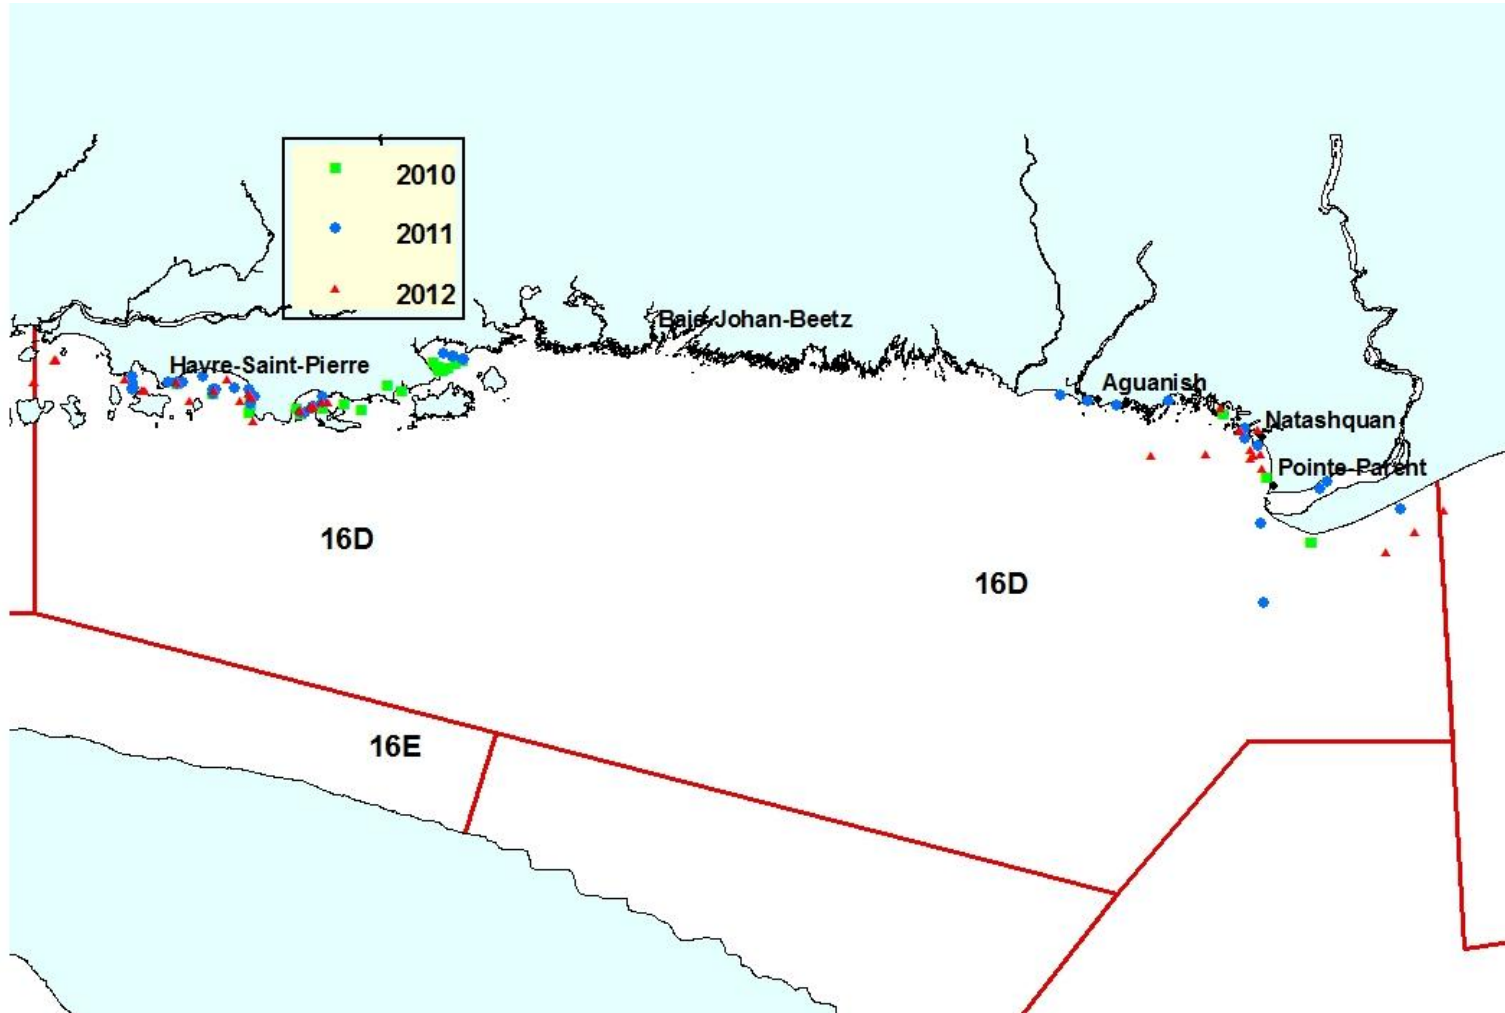 2010
2011
2012
Baie-Johan-Beetz
Havre-Saint-Pierre
Aguanish
Natashquan
Pointe-Parent
16D
16D
16E